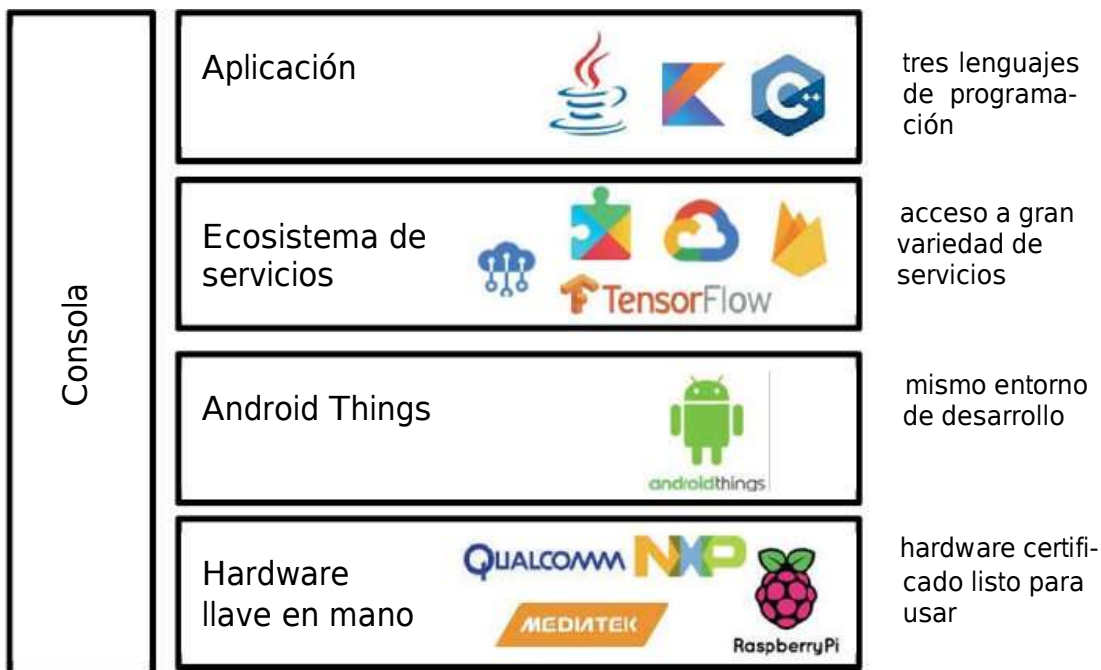 Consola
Aplicación
C++
tres lenguajes
de programa-
ción
Ecosistema de
servicios
TensorFlow
acceso a gran
variedad de
servicios
Android Things
androidthings
mismo entorno
de desarrollo
Hardware
llave en mano
QUALCOMM
NXP
MEDIATEK
RaspberryPi
hardware certifi-
cado listo para
usar